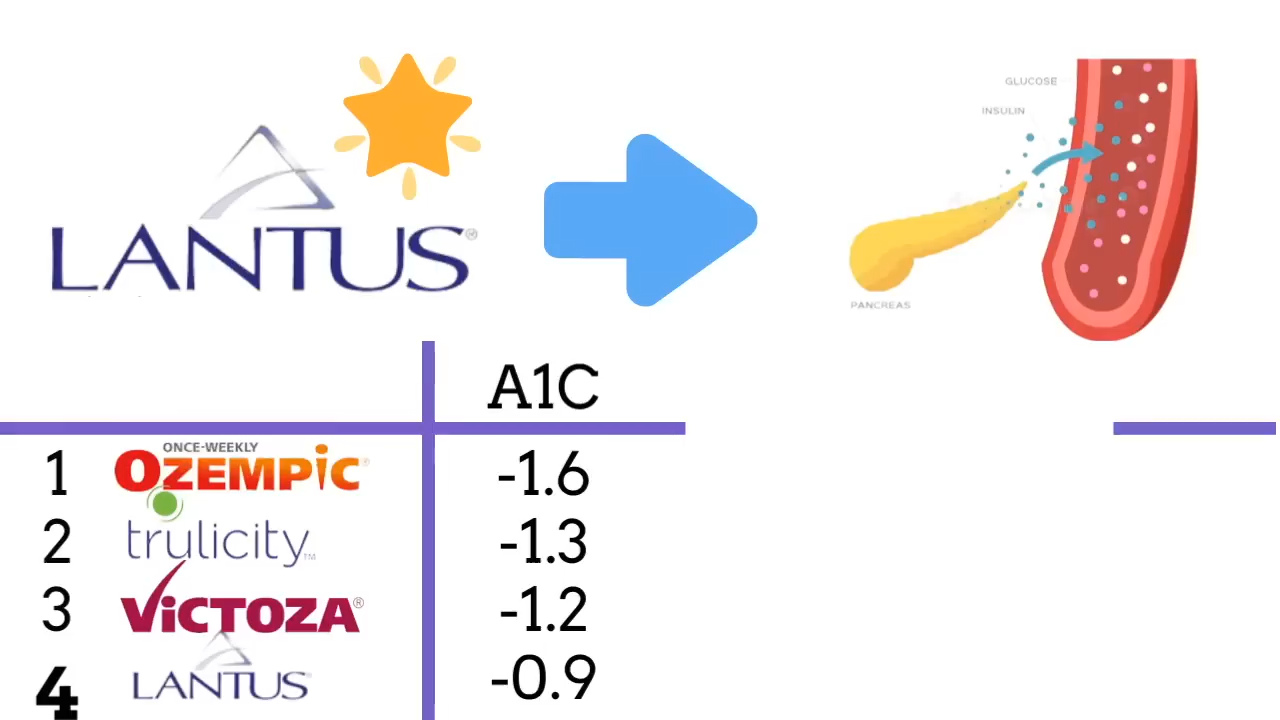 LANTUS®
GLUCOSE
INSULIN
PANCREAS
A1C
1 ONCE-WEEKLY OZEMPIC® -1.6
2 trulicity™ -1.3
3 VICTOZA® -1.2
4 LANTUS® -0.9